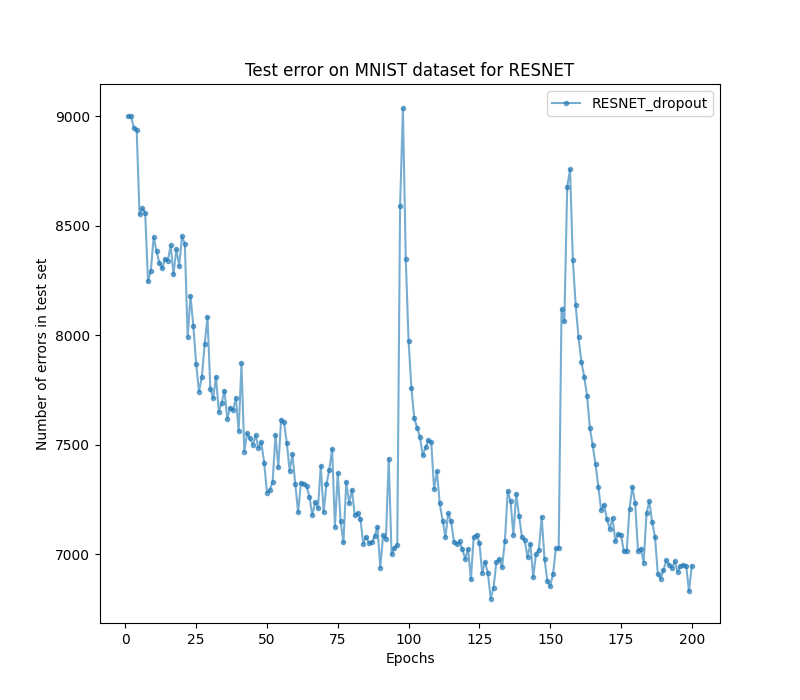 Test error on MNIST dataset for RESNET
RESNET_dropout
Number of errors in test set
9000
8500
8000
7500
7000
0 25 50 75 100 125 150 175 200
Epochs